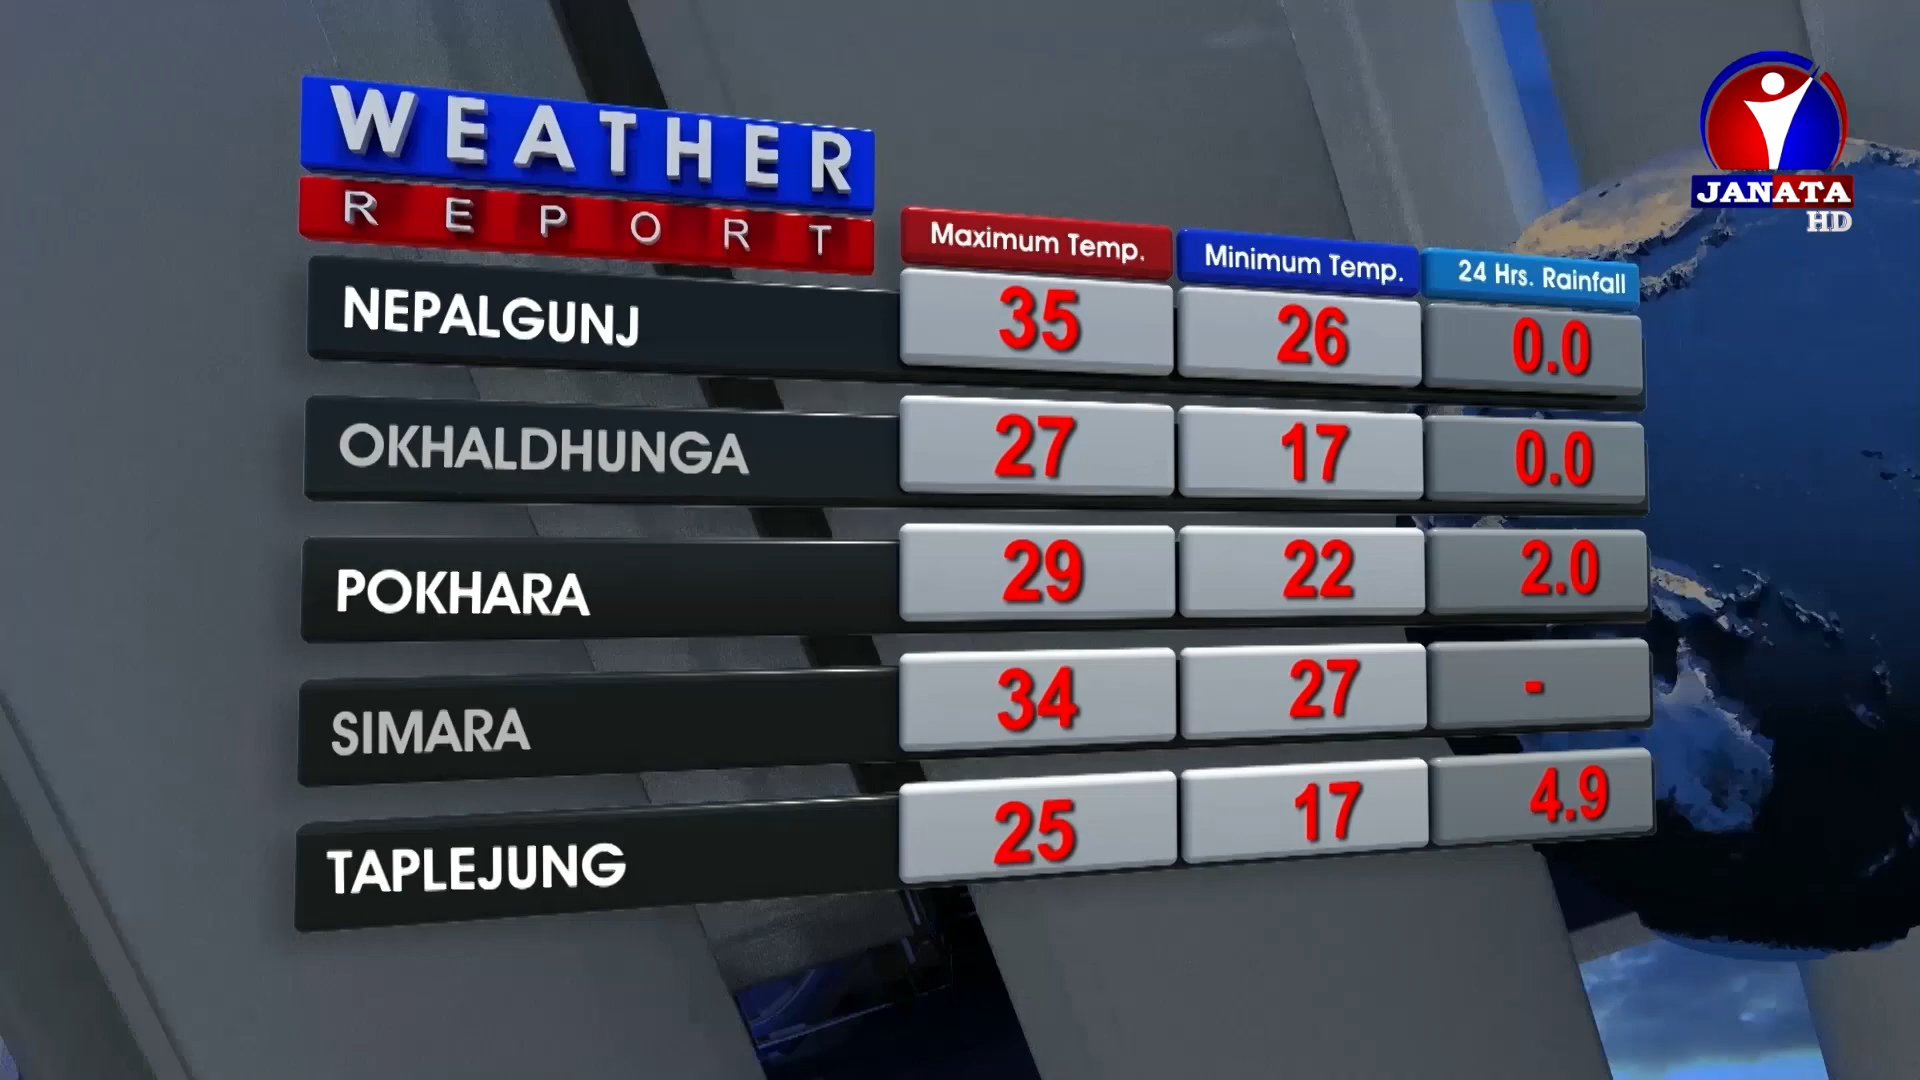 WEATHER
REPORT
JANATA
HD
Maximum Temp. Minimum Temp. 24 Hrs. Rainfall
NEPALGUNJ 35 26 0.0
OKHALDHUNGA 27 17 0.0
POKHARA 29 22 2.0
SIMARA 34 27 -
TAPLEJUNG 25 17 4.9